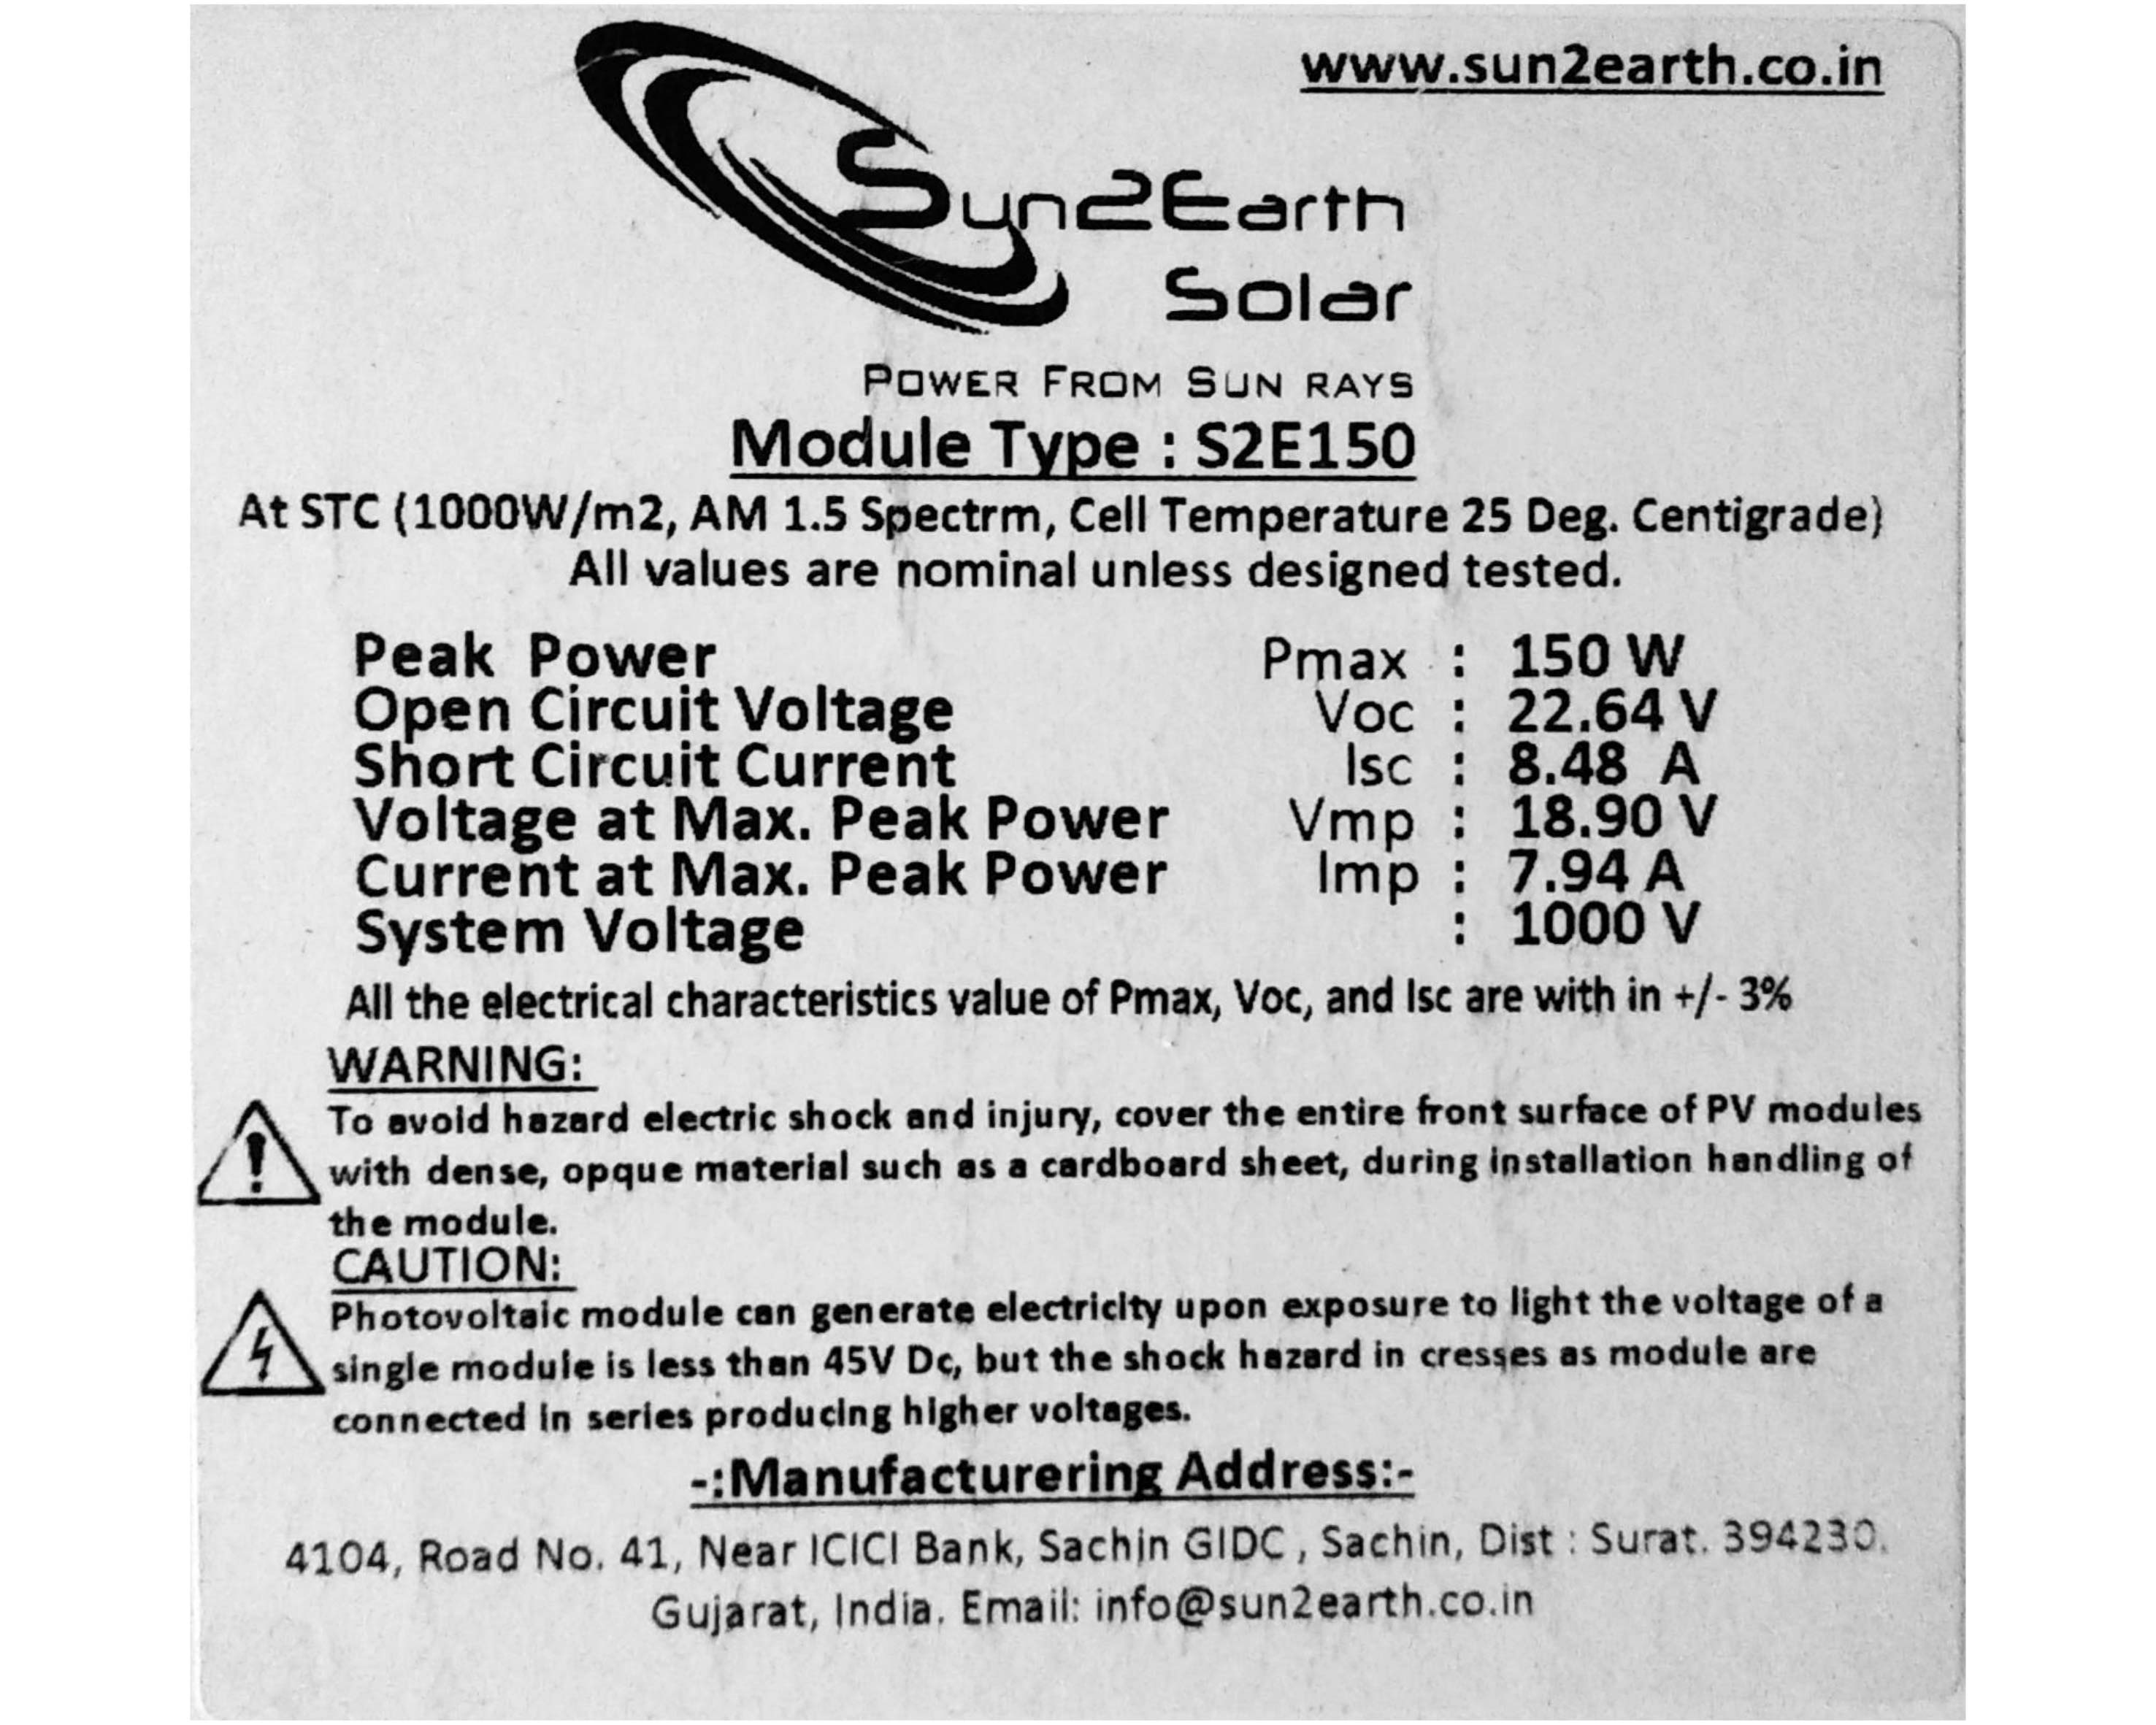 www.sun2earth.co.in
Sun2Earth
Solar
POWER FROM SUN RAYS
Module Type : S2E150
At STC (1000W/m2, AM 1.5 Spectrm, Cell Temperature 25 Deg. Centigrade)
All values are nominal unless designed tested.
Peak Power Pmax : 150 W
Open Circuit Voltage Voc : 22.64 V
Short Circuit Current Isc : 8.48 A
Voltage at Max. Peak Power Vmp : 18.90 V
Current at Max. Peak Power Imp : 7.94 A
System Voltage : 1000 V
All the electrical characteristics value of Pmax, Voc, and Isc are with in +/- 3%
WARNING:
To avoid hazard electric shock and injury, cover the entire front surface of PV modules
with dense, opque material such as a cardboard sheet, during installation handling of
the module.
CAUTION:
Photovoltaic module can generate electricity upon exposure to light the voltage of a
single module is less than 45V Dc, but the shock hazard in cresses as module are
connected in series producing higher voltages.
-:Manufacturering Address:-
4104, Road No. 41, Near ICICI Bank, Sachin GIDC , Sachin, Dist : Surat. 394230.
Gujarat, India. Email: info@sun2earth.co.in